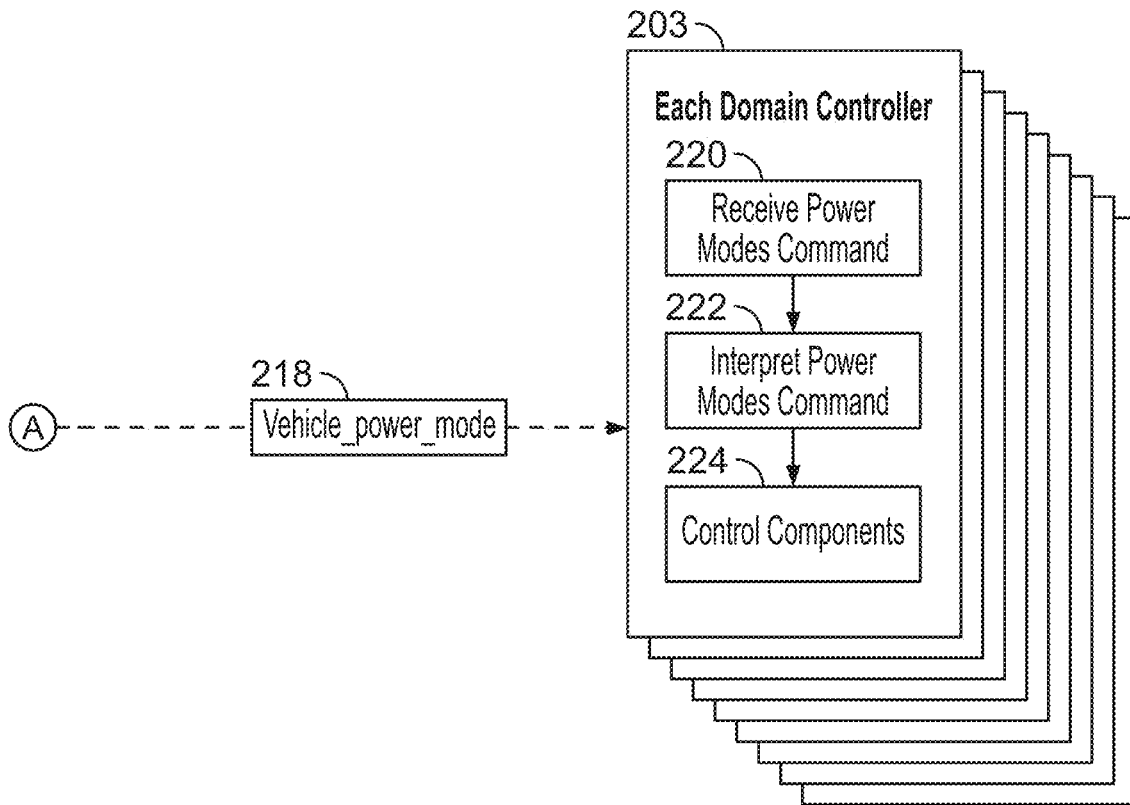 203
Each Domain Controller
220
Receive Power
Modes Command
222
Interpret Power
Modes Command
218
A
Vehicle_power_mode
224
Control Components